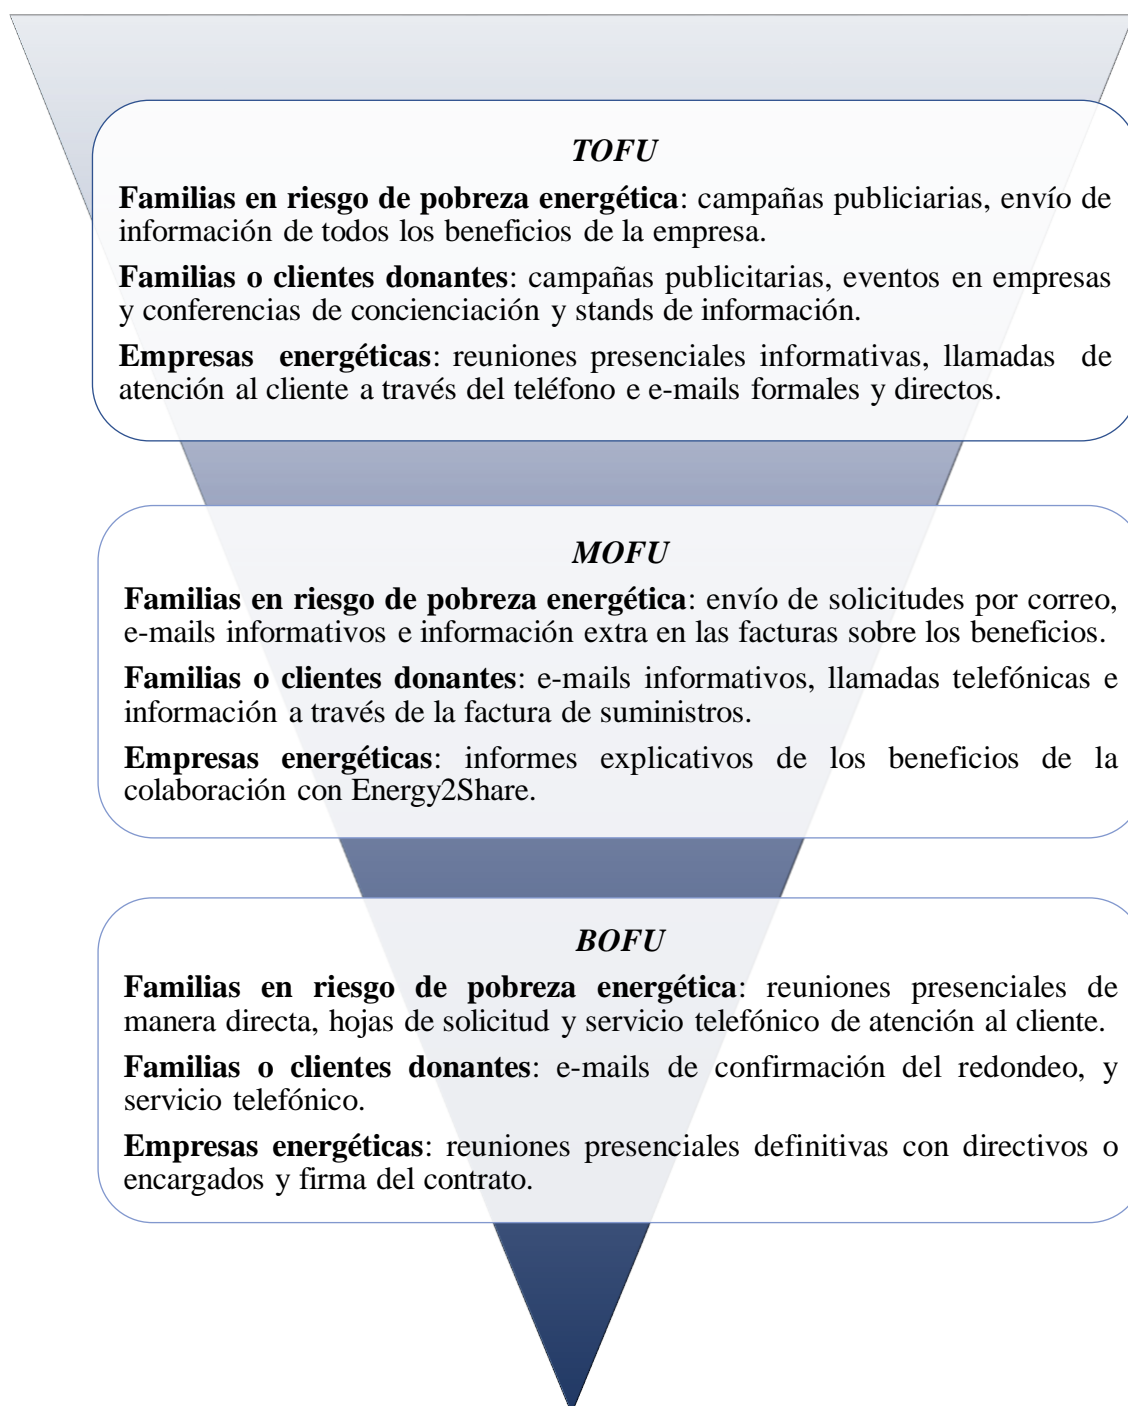 TOFU
Familias en riesgo de pobreza energética: campañas publiciarias, envío de
información de todos los beneficios de la empresa.
Familias o clientes donantes: campañas publicitarias, eventos en empresas
y conferencias de concienciación y stands de información.
Empresas energéticas: reuniones presenciales informativas, llamadas de
atención al cliente a través del teléfono e e-mails formales y directos.
MOFU
Familias en riesgo de pobreza energética: envío de solicitudes por correo,
e-mails informativos e información extra en las facturas sobre los beneficios.
Familias o clientes donantes: e-mails informativos, llamadas telefónicas e
información a través de la factura de suministros.
Empresas energéticas: informes explicativos de los beneficios de la
colaboración con Energy2Share.
BOFU
Familias en riesgo de pobreza energética: reuniones presenciales de
manera directa, hojas de solicitud y servicio telefónico de atención al cliente.
Familias o clientes donantes: e-mails de confirmación del redondeo, y
servicio telefónico.
Empresas energéticas: reuniones presenciales definitivas con directivos o
encargados y firma del contrato.